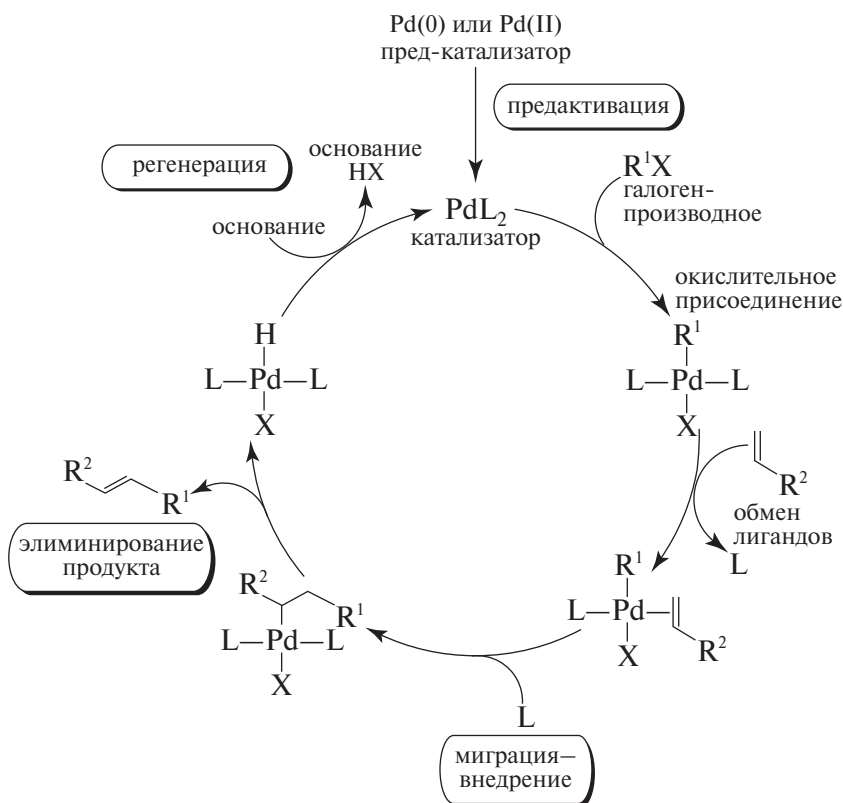 Pd(0) или Pd(II)
пред-катализатор
предактивация
регенерация
основание
HX
основание
PdL₂
катализатор
R¹X
галоген-
производное
окислительное
присоединение
R¹
L—Pd—L
X
R²
обмен
лигандов
L
R¹
L—Pd
X
R²
L
миграция–
внедрение
R²
R¹
L—Pd—L
X
элиминирование
продукта
R²
R¹
H
L—Pd—L
X